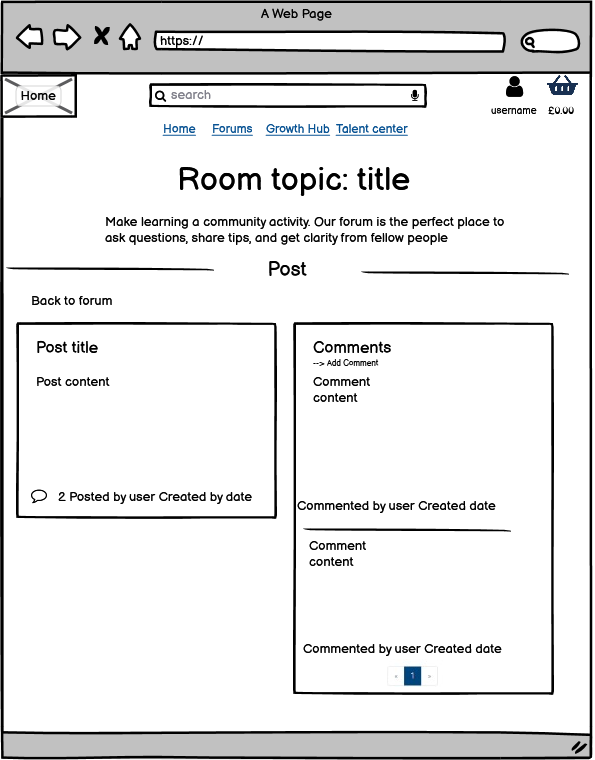 A Web Page
https://
Home
search
username £0.00
Home Forums Growth Hub Talent center
Room topic: title
Make learning a community activity. Our forum is the perfect place to
ask questions, share tips, and get clarity from fellow people
Post
Back to forum
Post title
Post content
2 Posted by user Created by date
Comments
--> Add Comment
Comment
content
Commented by user Created date
Comment
content
Commented by user Created date
« 1 »